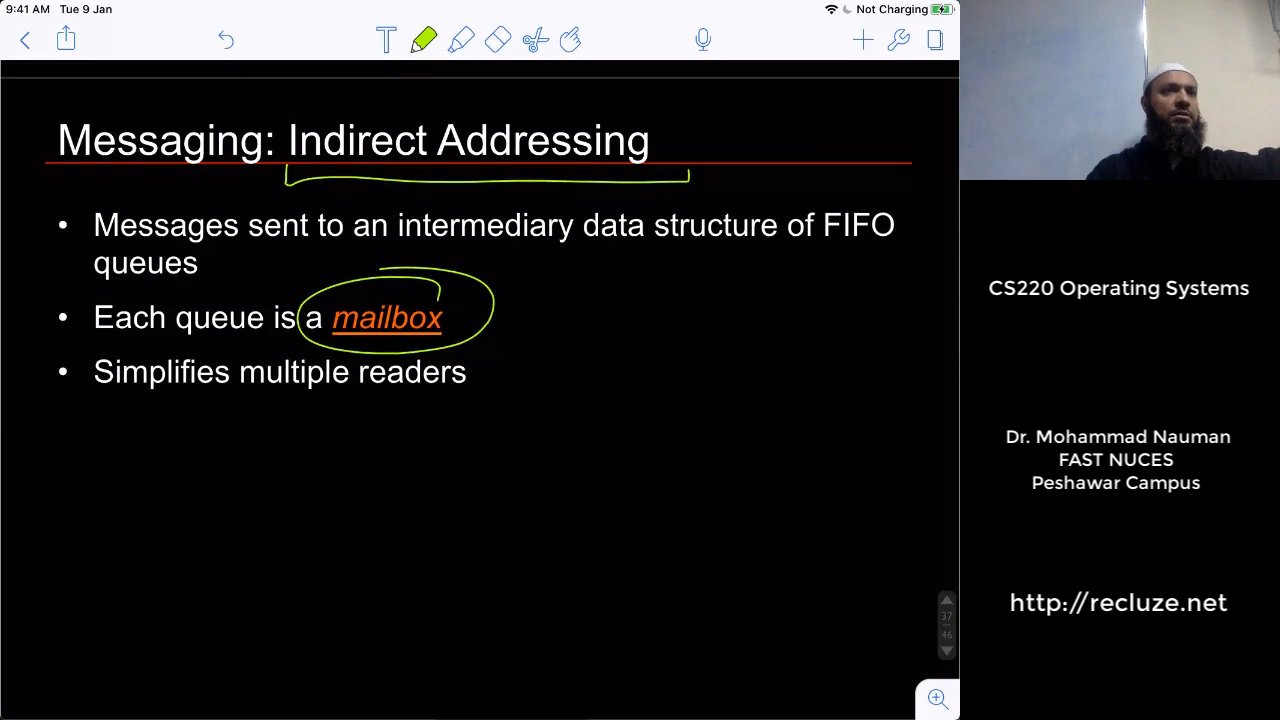 9:41 AM Tue 9 Jan
Not Charging
T
Messaging: Indirect Addressing
• Messages sent to an intermediary data structure of FIFO
queues
• Each queue is a mailbox
• Simplifies multiple readers
37
46
CS220 Operating Systems
Dr. Mohammad Nauman
FAST NUCES
Peshawar Campus
http://recluze.net